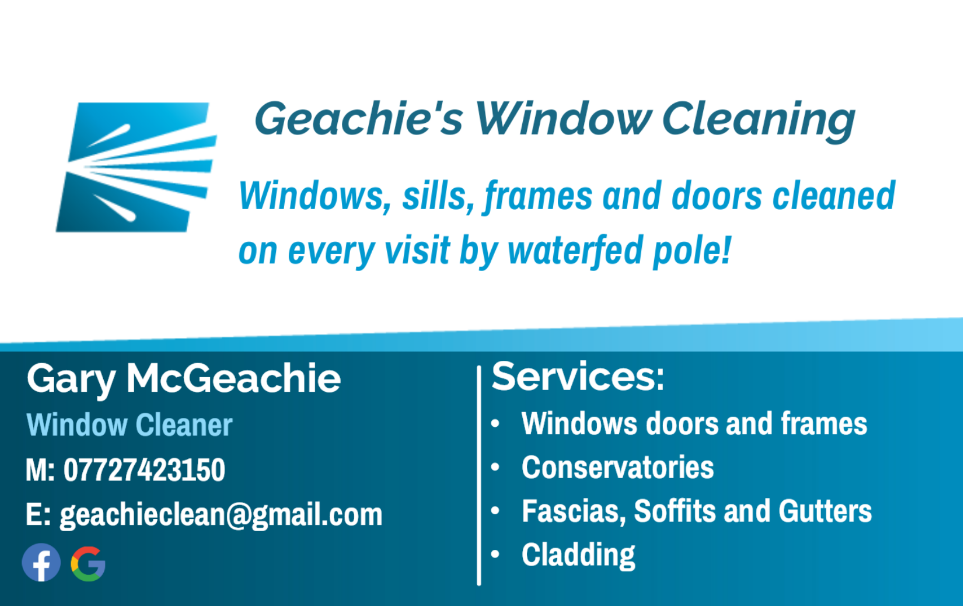 Geachie's Window Cleaning
Windows, sills, frames and doors cleaned
on every visit by waterfed pole!
Gary McGeachie
Window Cleaner
M: 07727423150
E: geachieclean@gmail.com
Services:
• Windows doors and frames
• Conservatories
• Fascias, Soffits and Gutters
• Cladding